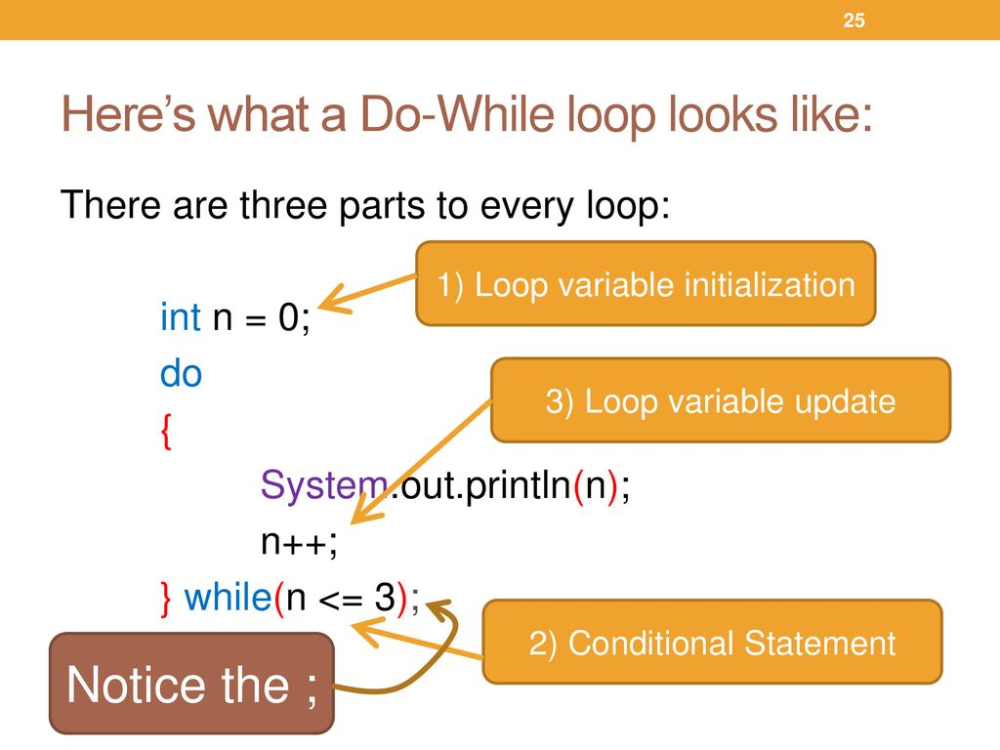 25
Here’s what a Do-While loop looks like:
There are three parts to every loop:
1) Loop variable initialization
int n = 0;
do
3) Loop variable update
{
System.out.println(n);
n++;
} while(n <= 3);
2) Conditional Statement
Notice the ;